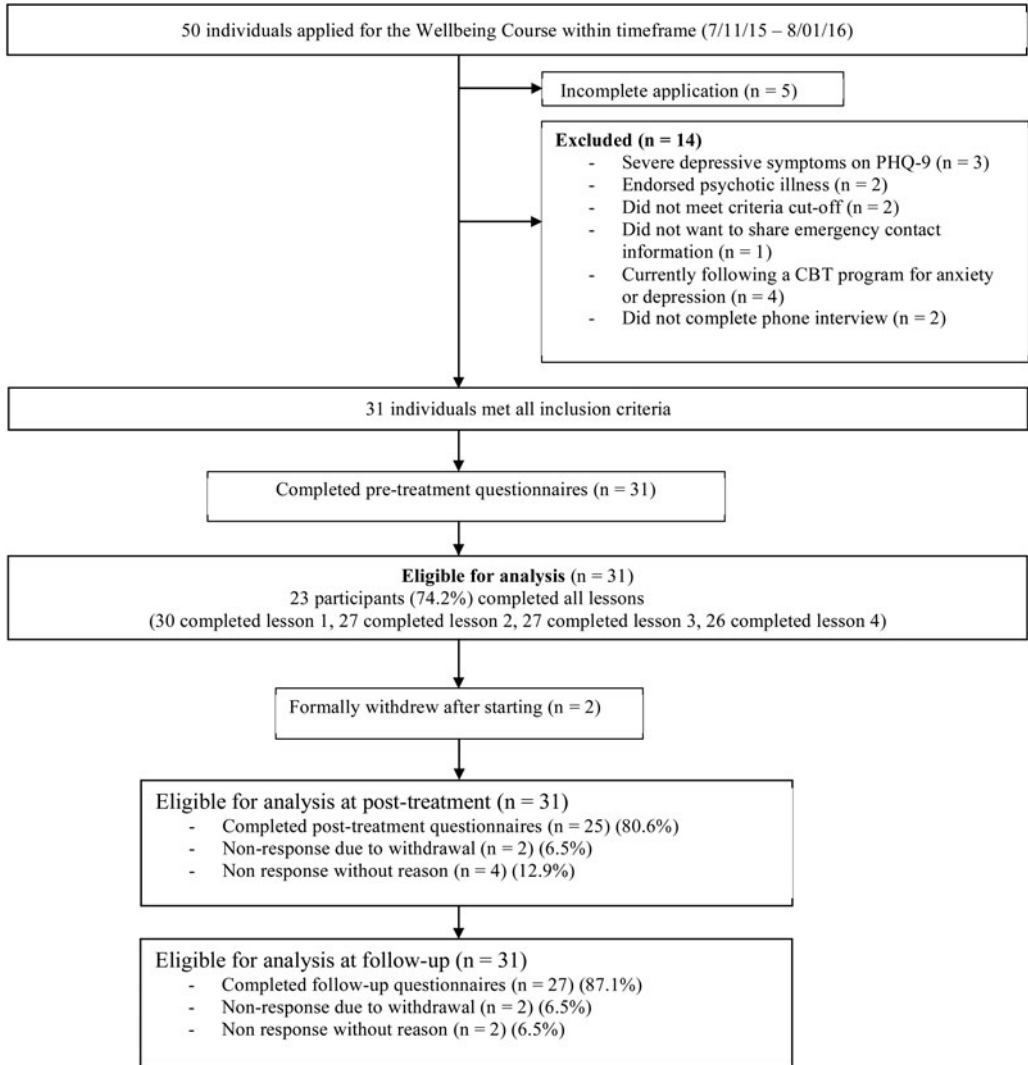 50 individuals applied for the Wellbeing Course within timeframe (7/11/15 – 8/01/16)
Incomplete application (n = 5)
Excluded (n = 14)
- Severe depressive symptoms on PHQ-9 (n = 3)
- Endorsed psychotic illness (n = 2)
- Did not meet criteria cut-off (n = 2)
- Did not want to share emergency contact
information (n = 1)
- Currently following a CBT program for anxiety
or depression (n = 4)
- Did not complete phone interview (n = 2)
31 individuals met all inclusion criteria
Completed pre-treatment questionnaires (n = 31)
Eligible for analysis (n = 31)
23 participants (74.2%) completed all lessons
(30 completed lesson 1, 27 completed lesson 2, 27 completed lesson 3, 26 completed lesson 4)
Formally withdrew after starting (n = 2)
Eligible for analysis at post-treatment (n = 31)
- Completed post-treatment questionnaires (n = 25) (80.6%)
- Non-response due to withdrawal (n = 2) (6.5%)
- Non response without reason (n = 4) (12.9%)
Eligible for analysis at follow-up (n = 31)
- Completed follow-up questionnaires (n = 27) (87.1%)
- Non-response due to withdrawal (n = 2) (6.5%)
- Non response without reason (n = 2) (6.5%)